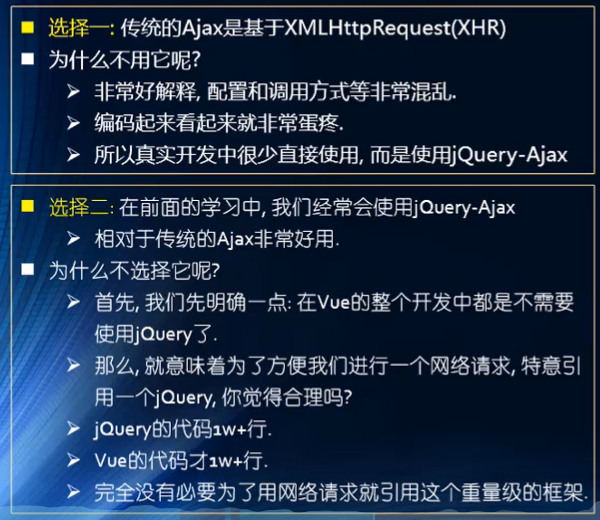 选择一: 传统的Ajax是基于XMLHttpRequest(XHR)
为什么不用它呢?
非常好解释, 配置和调用方式等非常混乱.
编码起来看起来就非常蛋疼.
所以真实开发中很少直接使用, 而是使用jQuery-Ajax
选择二: 在前面的学习中, 我们经常会使用jQuery-Ajax
相对于传统的Ajax非常好用.
为什么不选择它呢?
首先, 我们先明确一点: 在Vue的整个开发中都是不需要
使用jQuery了.
那么, 就意味着为了方便我们进行一个网络请求, 特意引
用一个jQuery, 你觉得合理吗?
jQuery的代码1w+行.
Vue的代码才1w+行.
完全没有必要为了用网络请求就引用这个重量级的框架.